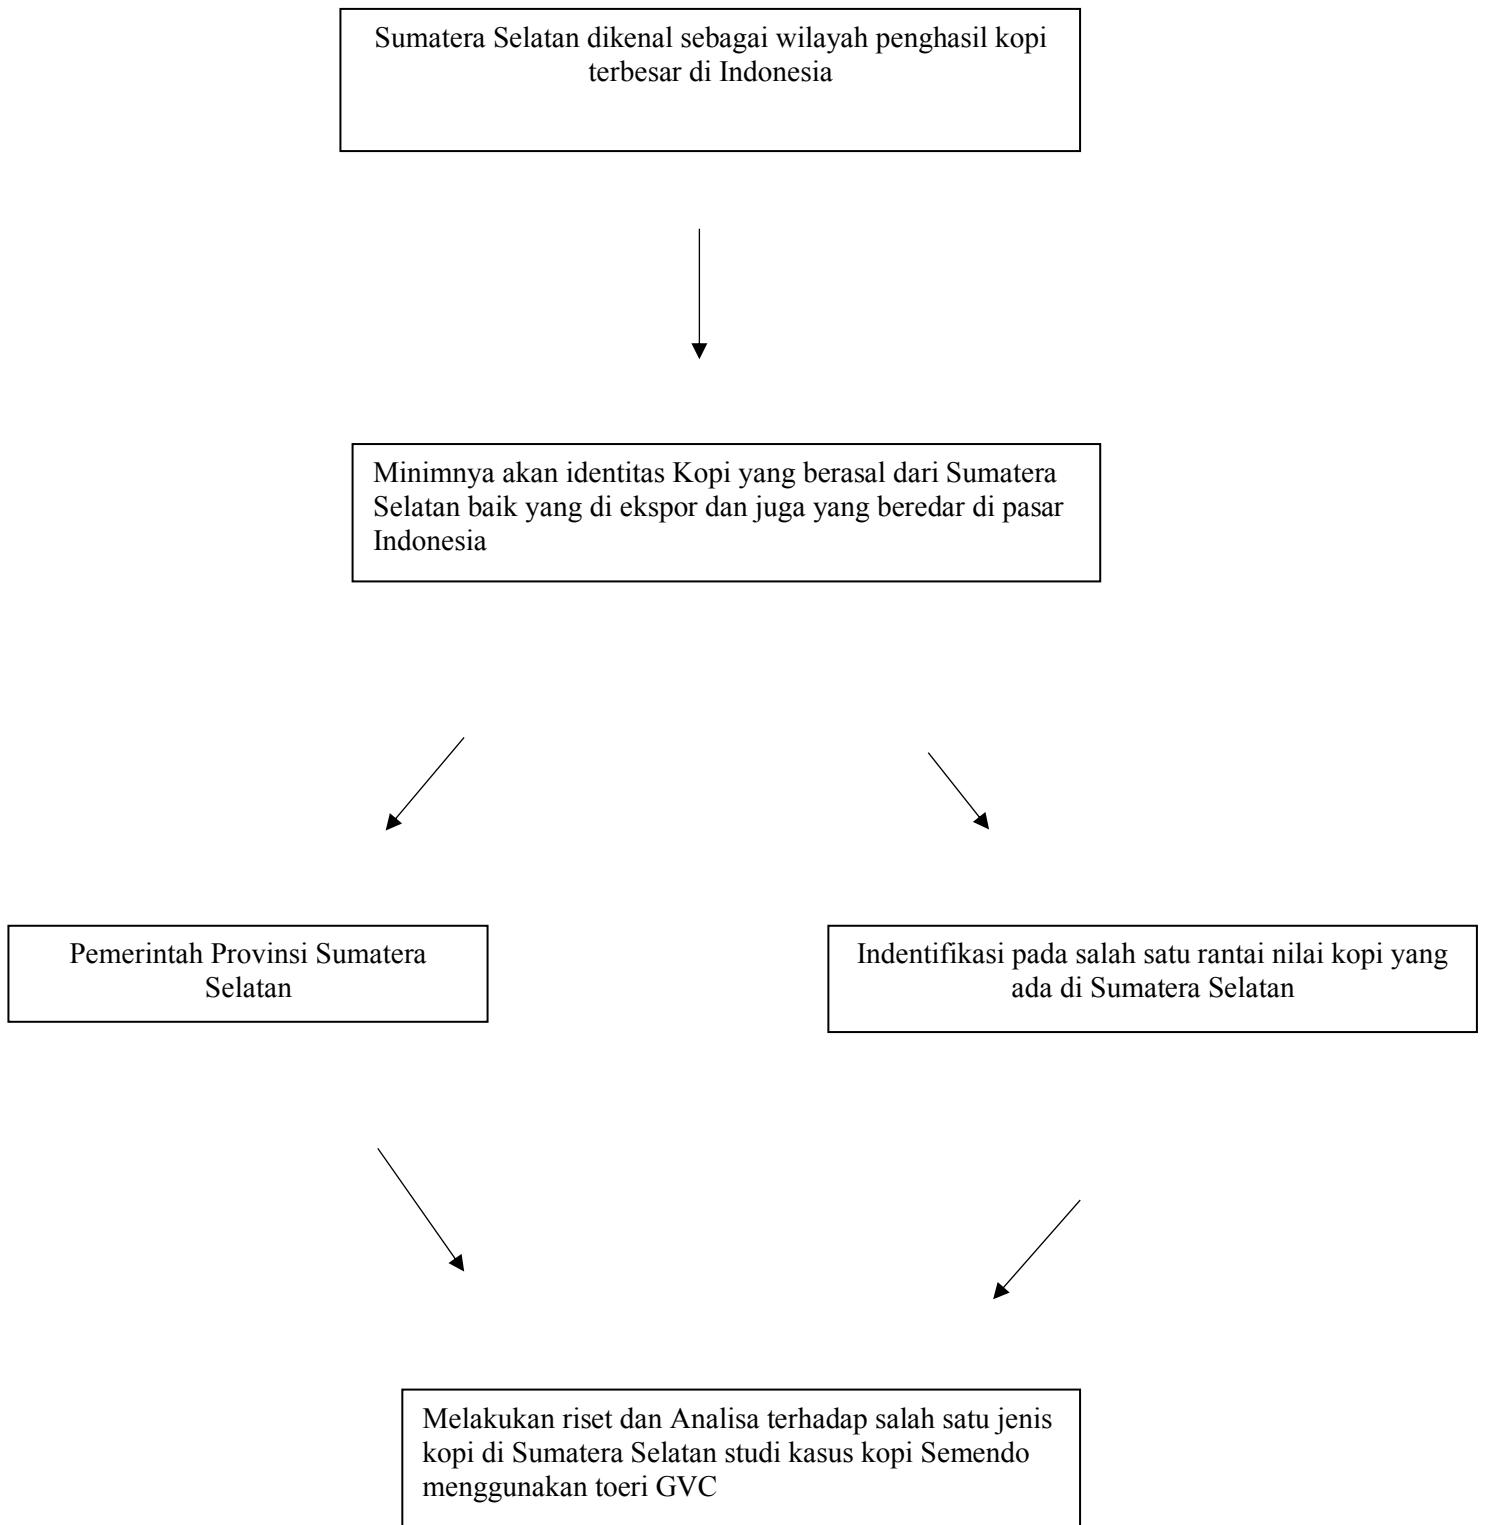 Sumatera Selatan dikenal sebagai wilayah penghasil kopi
terbesar di Indonesia
Minimnya akan identitas Kopi yang berasal dari Sumatera
Selatan baik yang di ekspor dan juga yang beredar di pasar
Indonesia
Pemerintah Provinsi Sumatera
Selatan
Indentifikasi pada salah satu rantai nilai kopi yang
ada di Sumatera Selatan
Melakukan riset dan Analisa terhadap salah satu jenis
kopi di Sumatera Selatan studi kasus kopi Semendo
menggunakan toeri GVC